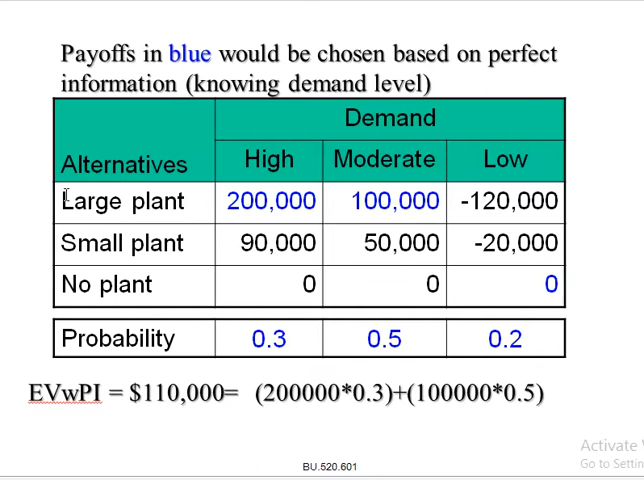 Payoffs in blue would be chosen based on perfect
information (knowing demand level)
Demand
Alternatives High Moderate Low
Large plant 200,000 100,000 -120,000
Small plant 90,000 50,000 -20,000
No plant 0 0 0
Probability 0.3 0.5 0.2
EVwPI = $110,000= (200000*0.3)+(100000*0.5)
Activate
Go to
BU.520.601